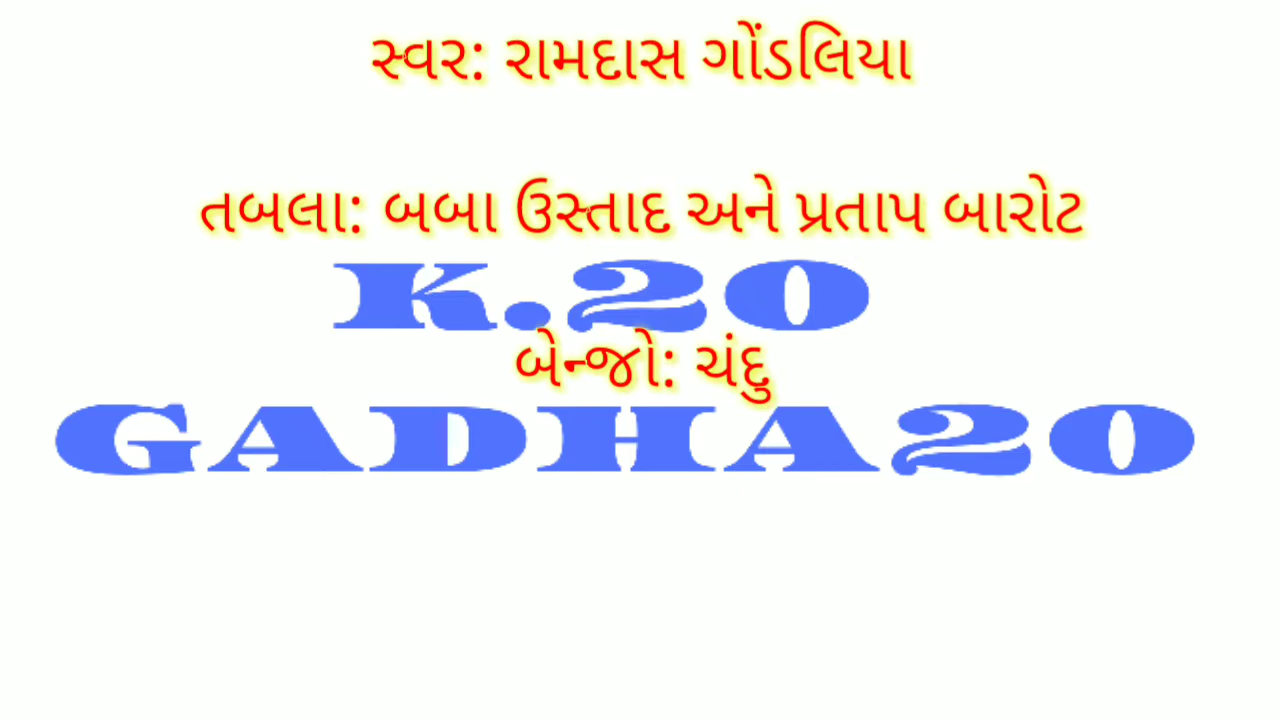 સ્વર: રામદાસ ગોંડલિયા
તબલા: બબા ઉસ્તાદ અને પ્રતાપ બારોટ
K.20
બેન્જો: ચંદુ
GADHA20